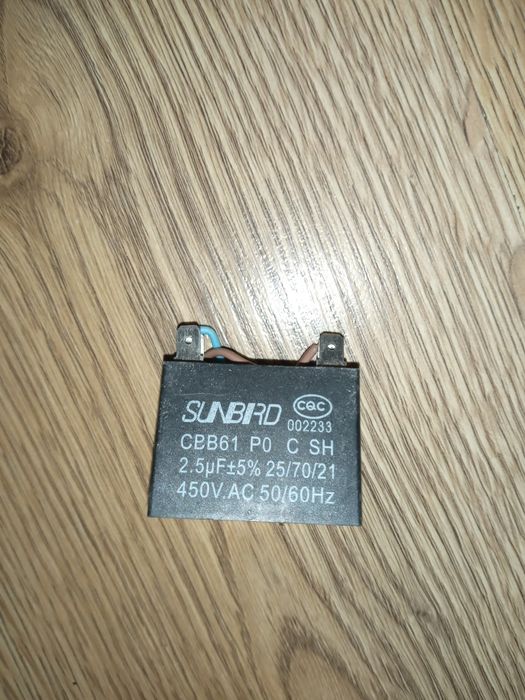 SUNBIRD CQC
002233
CBB61 P0 C SH
2.5µF±5% 25/70/21
450V.AC 50/60Hz